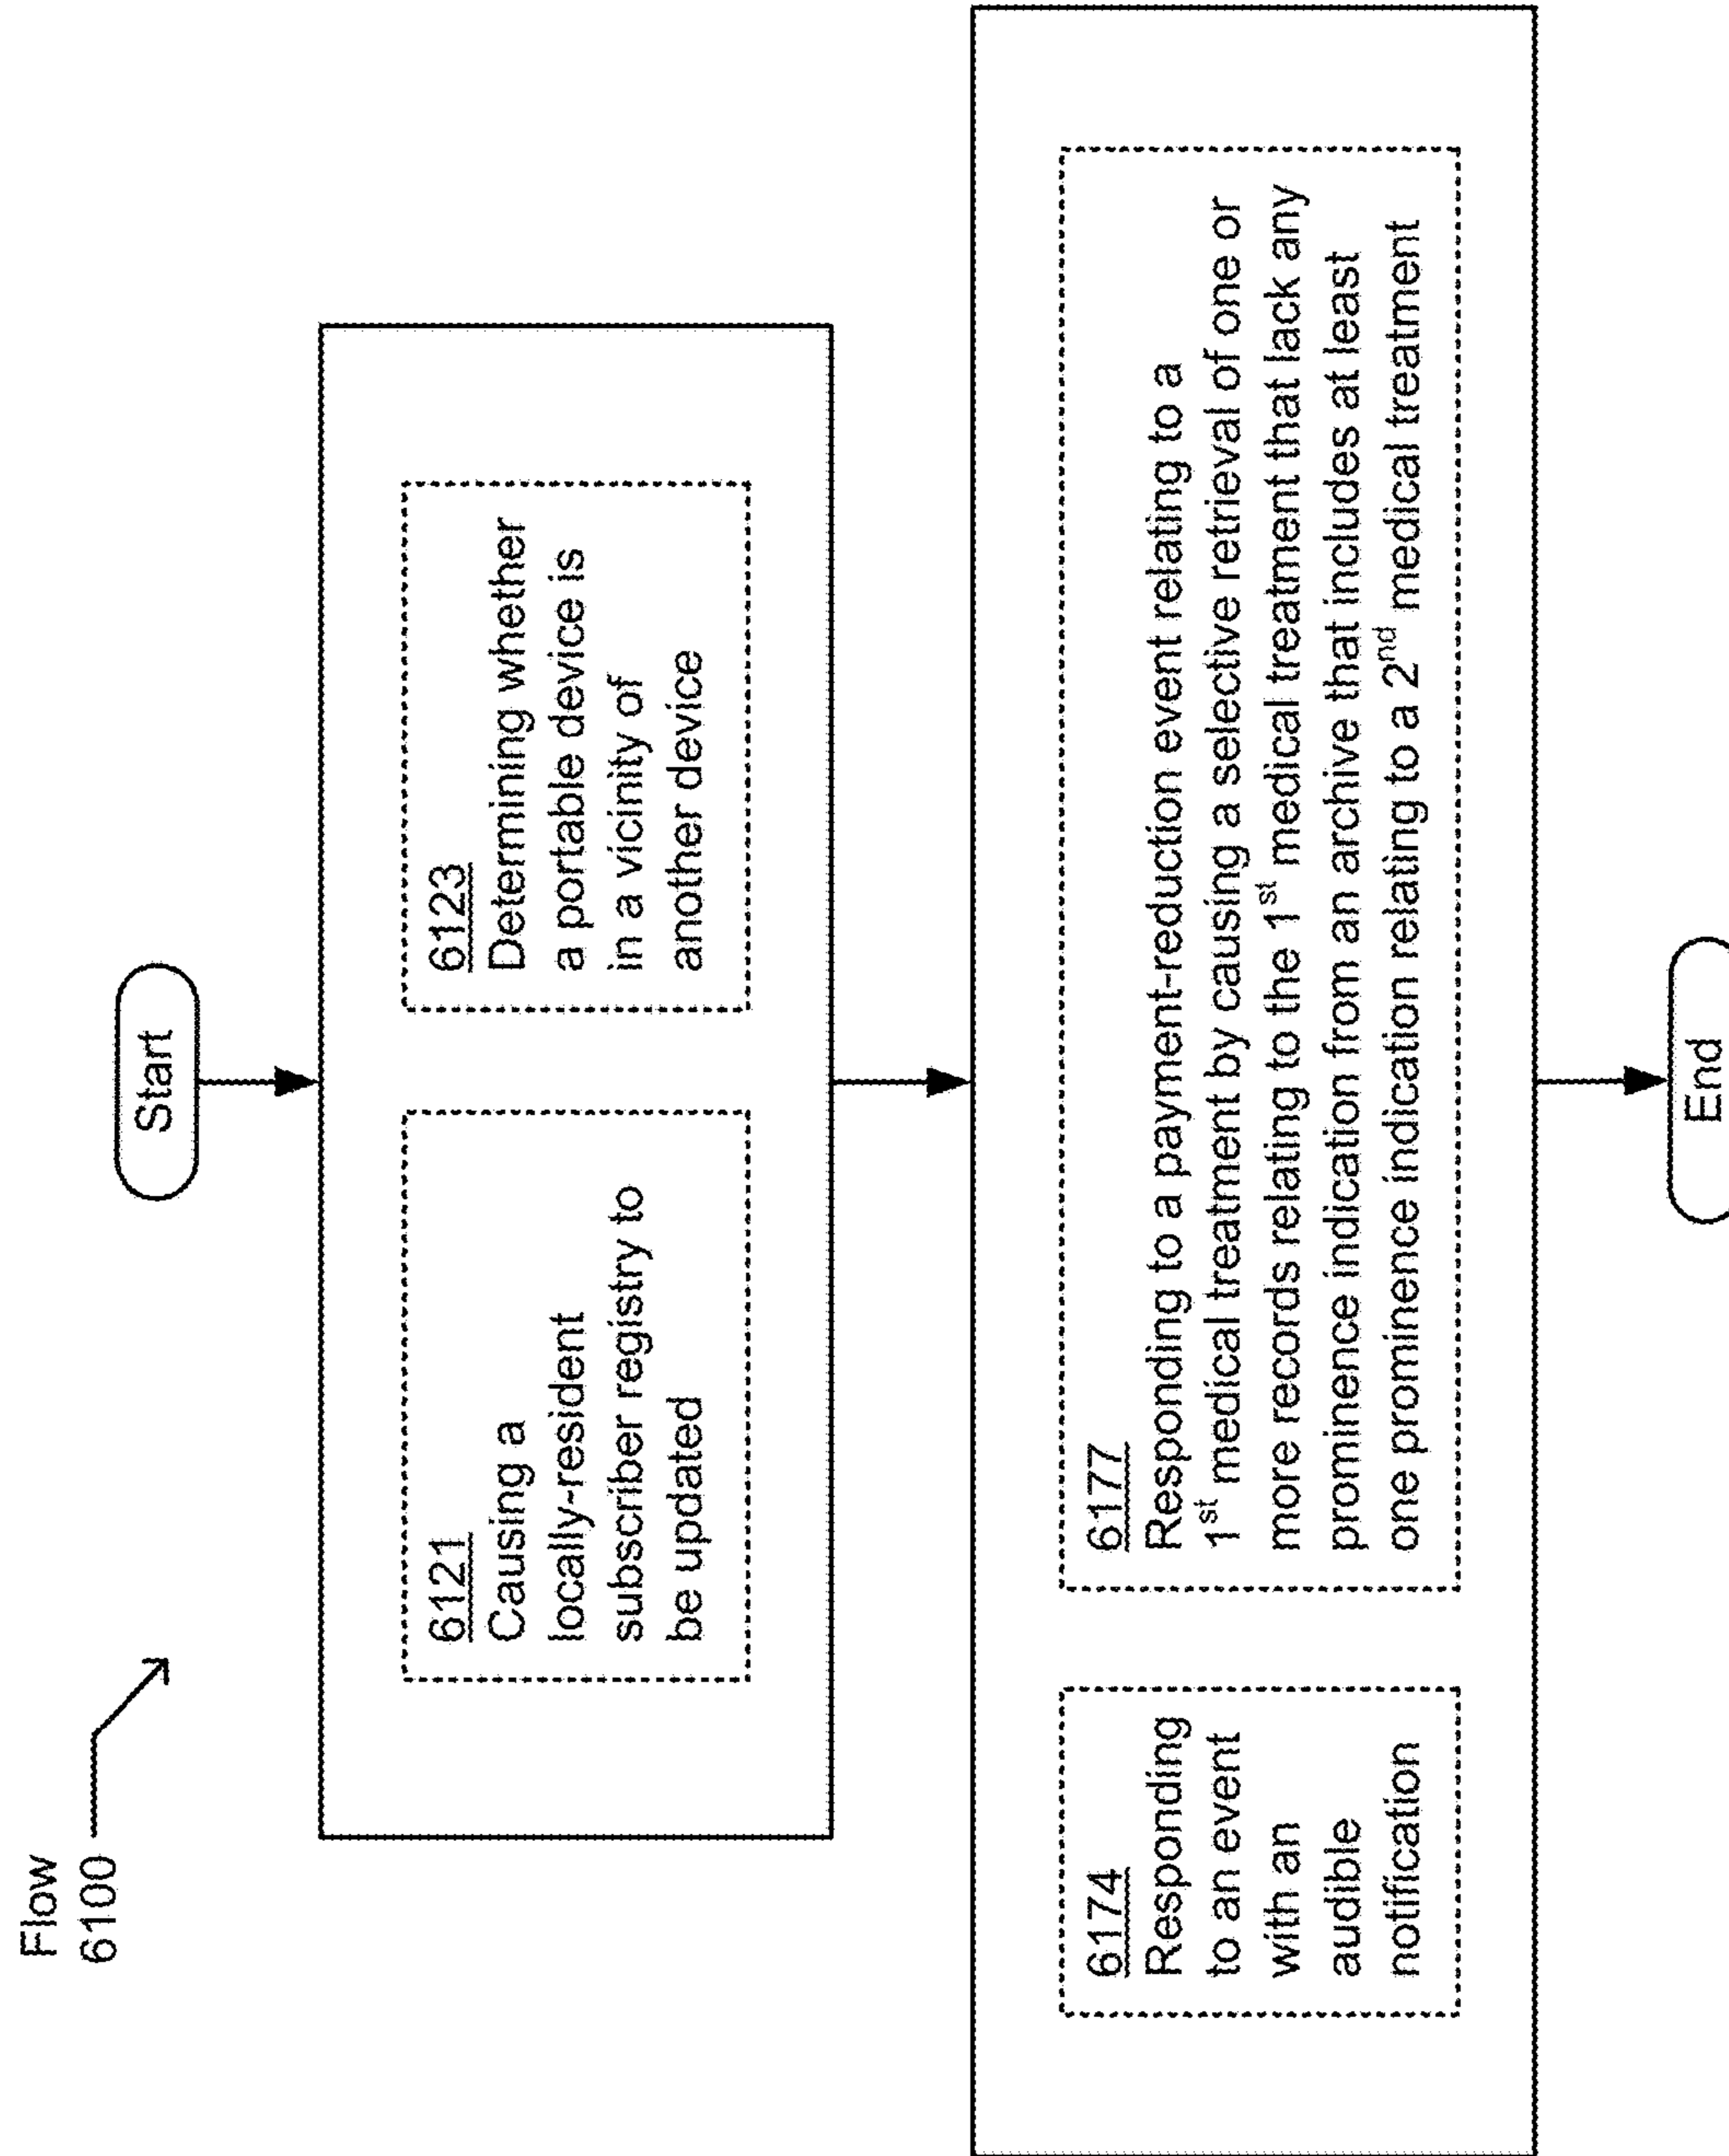 Flow
6100
Start
6121
Causing a
locally-resident
subscriber registry to
be updated
6123
Determining whether
a portable device is
in a vicinity of
another device
6174
Responding
to an event
with an
audible
notification
6177
Responding to a payment-reduction event relating to a
1st medical treatment by causing a selective retrieval of one or
more records relating to the 1st medical treatment that lack any
prominence indication from an archive that includes at least
one prominence indication relating to a 2nd medical treatment
End